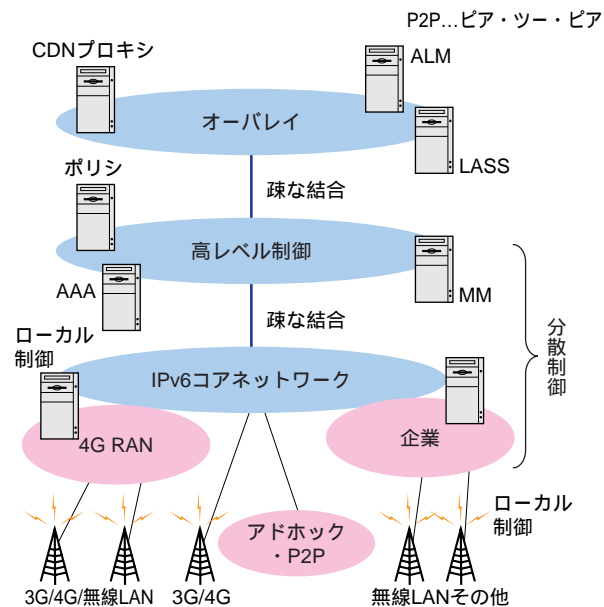 P2P…ピア・ツー・ピア
CDNプロキシ
ALM
オーバレイ
LASS
ポリシ
疎な結合
高レベル制御
AAA
MM
疎な結合
ローカル
制御
分散制御
IPv6コアネットワーク
4G RAN
企業
ローカル
制御
アドホック
・P2P
3G/4G/無線LAN
3G/4G
無線LANその他